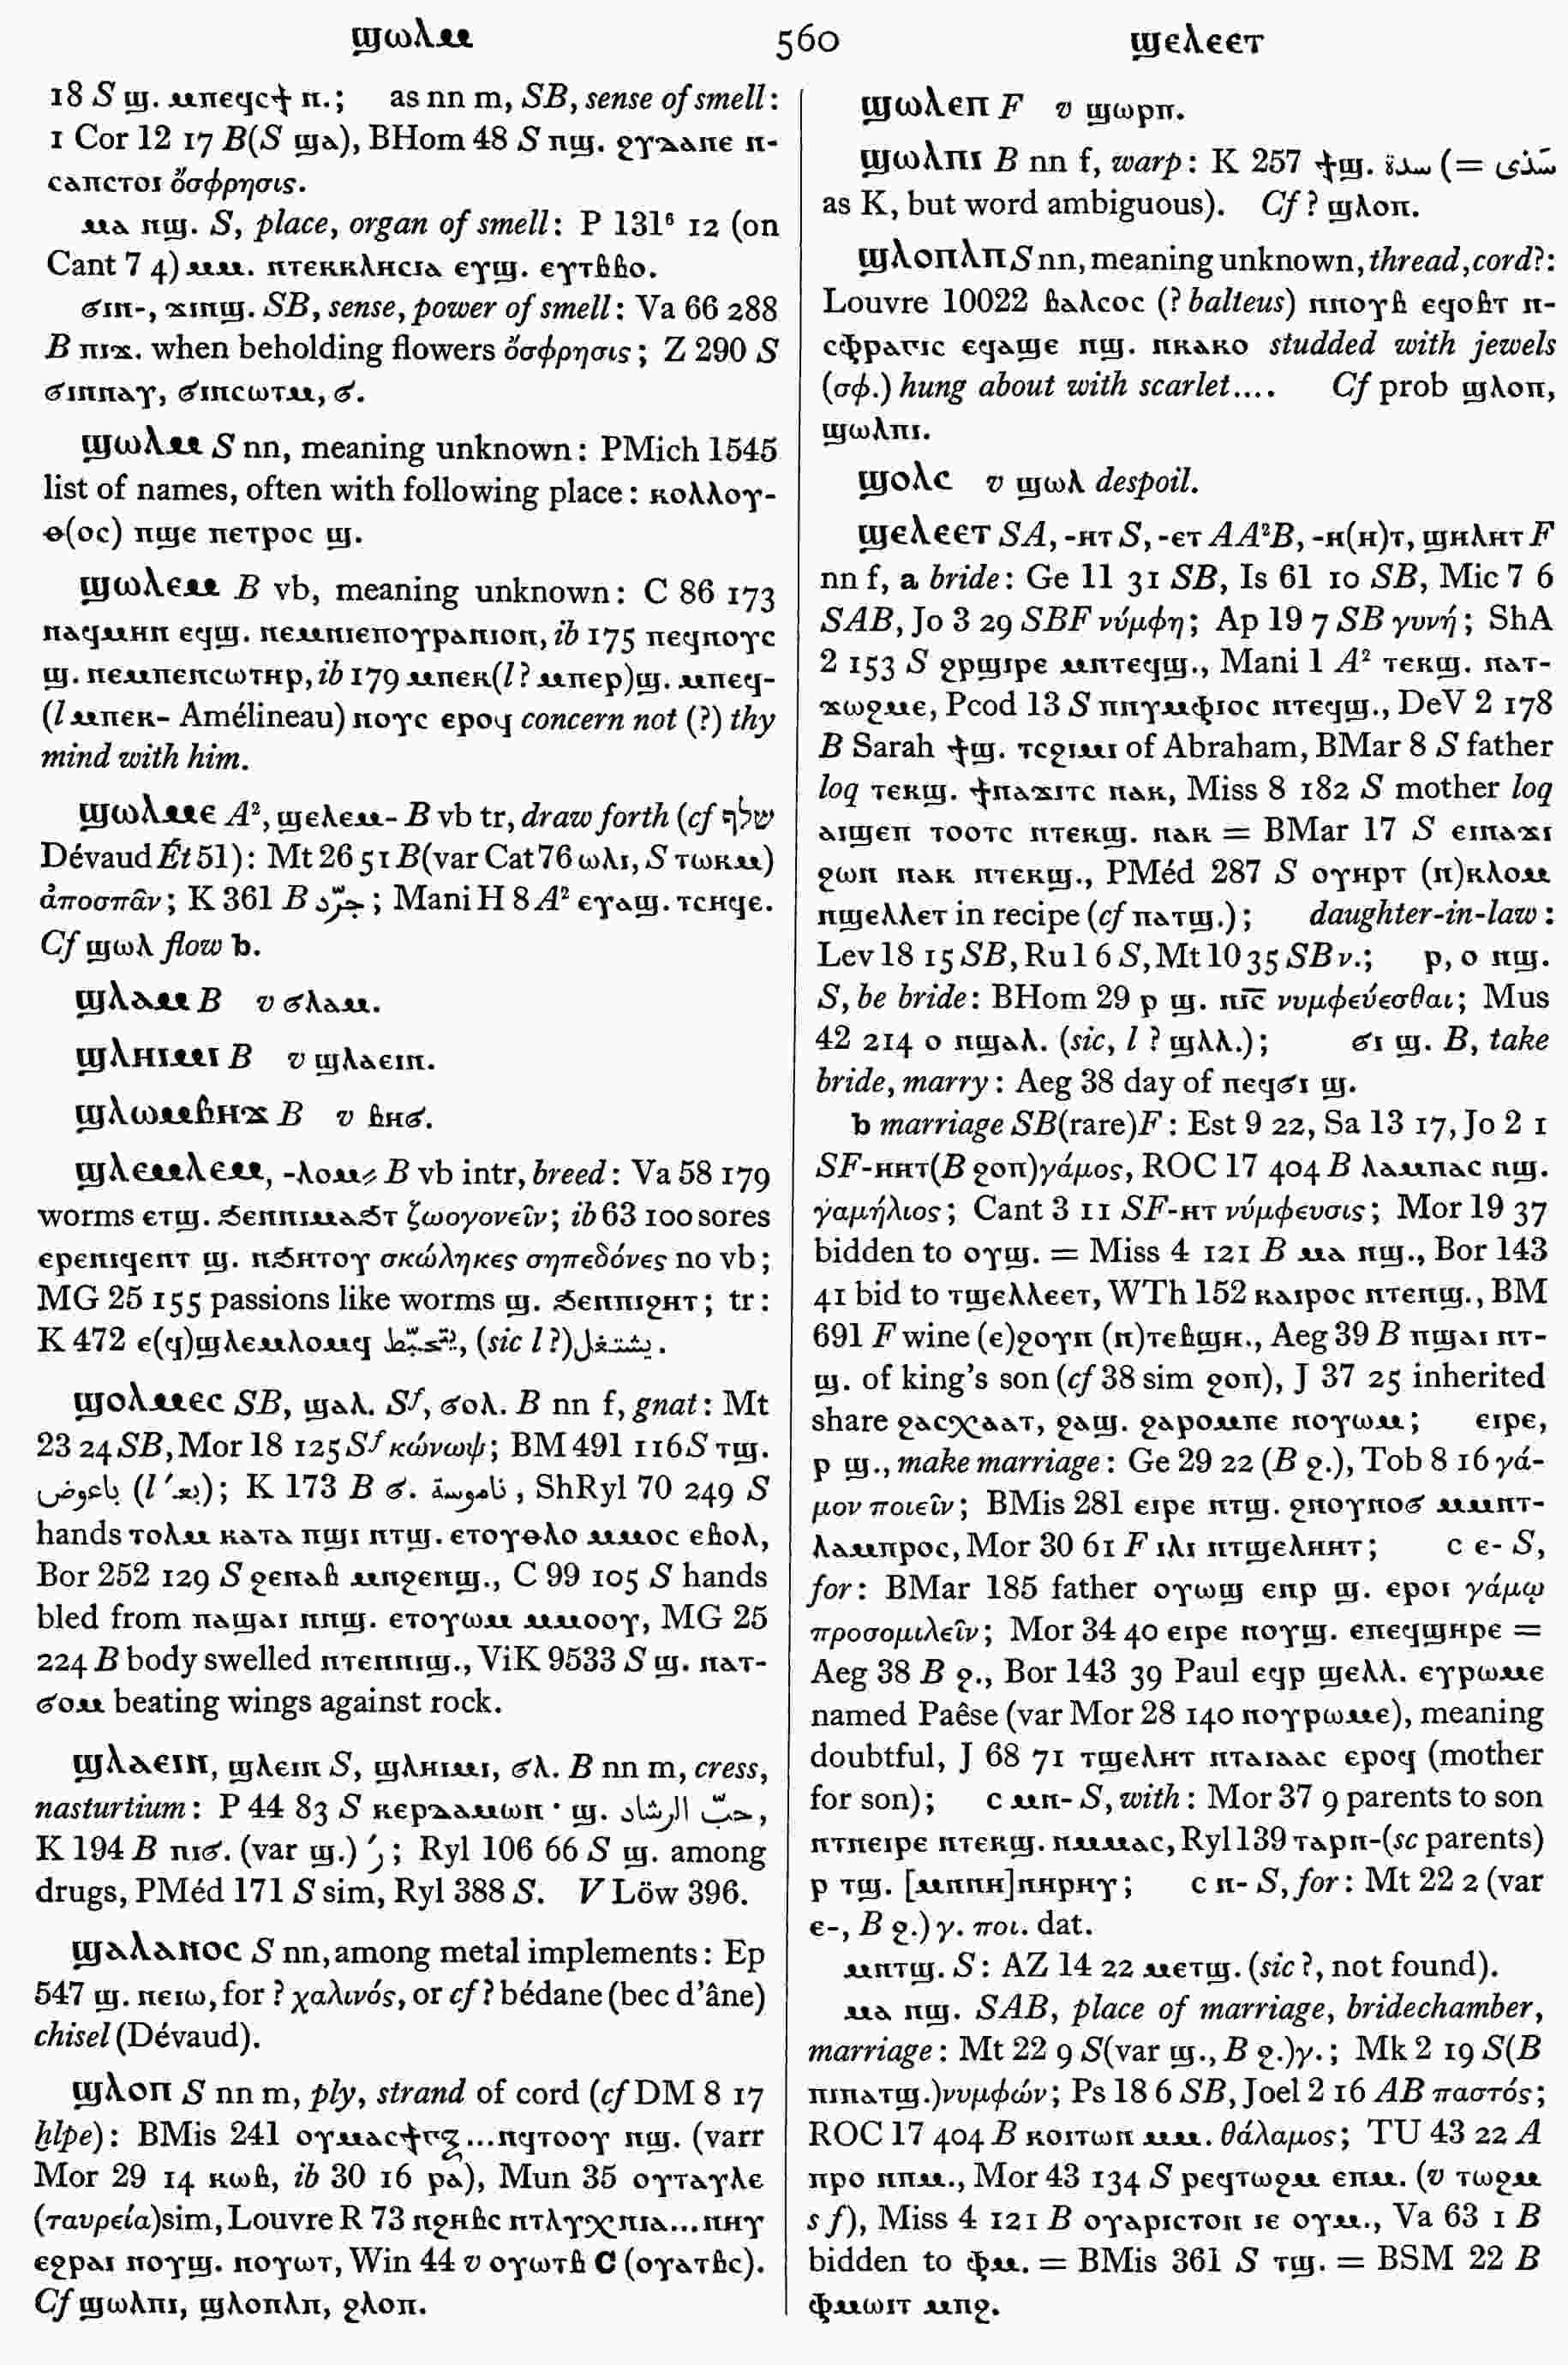 ϣⲱⲗⲙ 560 ϣⲉⲗⲉⲉⲧ
18 S ϣ. ⲙⲡⲉϥⲥϯ ⲛ.; as nn m, SB, sense of smell:
1 Cor 12 17 B(S ϣⲁ), BHom 48 S ⲡϣ. ϩⲩⲇⲁⲛⲉ ⲛ-
ⲥⲁⲡⲥⲧⲟⲓ ὄσφρησις.
ⲙⲁ ⲛϣ. S, place, organ of smell: P 131⁶ 12 (on
Cant 7 4) ⲙⲙ. ⲛⲧⲉⲕⲕⲗⲏⲥⲓⲁ ⲉⲩϣ. ⲉⲩⲧⲃⲃⲟ.
ϭⲓⲛ-, ϫⲓⲛϣ. SB, sense, power of smell: Va 66 288
B ⲡⲓϫ. when beholding flowers ὄσφρησις; Z 290 S
ϭⲓⲛⲛⲁⲩ, ϭⲓⲛⲥⲱⲧⲙ, ϭ.
ϣⲱⲗⲙ S nn, meaning unknown: PMich 1545
list of names, often with following place: ⲕⲟⲗⲗⲟⲩ-
ⲑ(ⲟⲥ) ⲡϣⲉ ⲡⲉⲧⲣⲟⲥ ϣ.
ϣⲱⲗⲉⲙ B vb, meaning unknown: C 86 173
ⲛⲁϥⲙⲏⲛ ⲉϥϣ. ⲛⲉⲙⲛⲓⲉⲡⲟⲩⲣⲁⲛⲓⲟⲛ, ib 175 ⲡⲉϥⲛⲟⲩⲥ
ϣ. ⲛⲉⲙⲡⲉⲛⲥⲱⲧⲏⲣ, ib 179 ⲙⲡⲉⲕ(l ? ⲙⲡⲉⲣ)ϣ. ⲙⲡⲉϥ-
(l ⲙⲡⲉⲕ- Amélineau) ⲛⲟⲩⲥ ⲉⲣⲟϥ concern not (?) thy
mind with him.
ϣⲱⲗⲙⲉ A², ϣⲉⲗⲉⲙ- B vb tr, draw forth (cf שלף
Dévaud Ét 51): Mt 26 51 B(var Cat 76 ⲱⲗⲓ, S ⲧⲱⲕⲙ)
ἀποσπᾶν; K 361 B جرّد; Mani H 8 A² ⲉⲩⲁϣ. ⲧⲥⲏϥⲉ.
Cf ϣⲱⲗ flow b.
ϣⲗⲁⲙ B v ϭⲗⲁⲙ.
ϣⲗⲏⲓⲙⲓ B v ϣⲗⲁⲉⲓⲛ.
ϣⲗⲱⲙⲃⲏϫ B v ⲃⲏϭ.
ϣⲗⲉⲙⲗⲉⲙ, -ⲗⲟⲙ⸗ B vb intr, breed: Va 58 179
worms ⲉⲧϣ. ϧⲉⲛⲡⲓⲙⲁϧⲧ ζωογονεῖν; ib 63 100 sores
ⲉⲣⲉⲡⲓϥⲉⲛⲧ ϣ. ⲛϧⲏⲧⲟⲩ σκώληκες σηπεδόνες no vb;
MG 25 155 passions like worms ϣ. ϧⲉⲛⲡⲓϩⲏⲧ; tr:
K 472 ⲉ(ϥ)ϣⲗⲉⲙⲗⲟⲙϥ , (sic l ?) يشتغل.
ϣⲟⲗⲙⲉⲥ SB, ϣⲁⲗ. Sᶠ, ϭⲟⲗ. B nn f, gnat: Mt
23 24 SB, Mor 18 125 Sᶠ κώνωψ; BM 491 116 S ⲧϣ.
باعوض (l ′بعـ); K 173 B ϭ. ناموسة, ShRyl 70 249 S
hands ⲧⲟⲗⲙ ⲕⲁⲧⲁ ⲡϣⲓ ⲛⲧϣ. ⲉⲧⲟⲩⲑⲗⲟ ⲙⲙⲟⲥ ⲉⲃⲟⲗ,
Bor 252 129 S ϩⲉⲛⲁⲃ ⲙⲛϩⲉⲛϣ., C 99 105 S hands
bled from ⲡⲁϣⲁⲓ ⲛⲛϣ. ⲉⲧⲟⲩⲱⲙ ⲙⲙⲟⲟⲩ, MG 25
224 B body swelled ⲛⲧⲉⲛⲛⲓϣ., ViK 9533 S ϣ. ⲛⲁⲧ-
ϭⲟⲙ beating wings against rock.
ϣⲗⲁⲉⲓⲛ, ϣⲗⲉⲓⲛ S, ϣⲗⲏⲓⲙⲓ, ϭⲗ. B nn m, cress,
nasturtium: P 44 83 S ⲕⲉⲣⲇⲁⲙⲱⲛ · ϣ. حبّ الرشاد,
K 194 B ⲡⲓϭ. (var ϣ.) ′ر; Ryl 106 66 S ϣ. among
drugs, PMéd 171 S sim, Ryl 388 S. V Löw 396.
ϣⲁⲗⲁⲛⲟⲥ S nn, among metal implements: Ep
547 ϣ. ⲛⲉⲓⲱ, for ? χαλινός, or cf ? bédane (bec d'âne)
chisel (Dévaud).
ϣⲗⲟⲛ S nn m, ply, strand of cord (cf DM 8 17
ḫlpe): BMis 241 ⲟⲩⲙⲁⲥϯⲅⲝ...ⲛϥⲧⲟⲟⲩ ⲛϣ. (varr
Mor 29 14 ⲕⲱⲃ, ib 30 16 ⲣⲁ), Mun 35 ⲟⲩⲧⲁⲩⲗⲉ
(ταυρεία)sim, Louvre R 73 ⲡϩⲏⲃⲥ ⲛⲧⲗⲩⲭⲛⲓⲁ...ⲛⲏⲩ
ⲉϩⲣⲁⲓ ⲛⲟⲩϣ. ⲛⲟⲩⲱⲧ, Win 44 v ⲟⲩⲱⲧⲃ C (ⲟⲩⲁⲧⲃⲥ).
Cf ϣⲱⲗⲡⲓ, ϣⲗⲟⲡⲗⲡ, ϩⲗⲟⲡ.
ϣⲱⲗⲉⲡ F v ϣⲱⲣⲡ.
ϣⲱⲗⲡⲓ B nn f, warp: K 257 ϯϣ. سدة (= سَدًى
as K, but word ambiguous). Cf ? ϣⲗⲟⲡ.
ϣⲗⲟⲡⲗⲡ S nn, meaning unknown, thread, cord?:
Louvre 10022 ⲃⲁⲗⲥⲟⲥ (? balteus) ⲛⲛⲟⲩⲃ ⲉϥⲟⲃⲧ ⲛ-
ⲥⲫⲣⲁⲅⲓⲥ ⲉϥⲁϣⲉ ⲛϣ. ⲛⲕⲁⲕⲟ studded with jewels
(σφ.) hung about with scarlet.... Cf prob ϣⲗⲟⲡ,
ϣⲱⲗⲡⲓ.
ϣⲟⲗⲥ v ϣⲱⲗ despoil.
ϣⲉⲗⲉⲉⲧ SA, -ⲏⲧ S, -ⲉⲧ AA²B, -ⲏ(ⲏ)ⲧ, ϣⲏⲗⲏⲧ F
nn f, a bride: Ge 11 31 SB, Is 61 10 SB, Mic 7 6
SAB, Jo 3 29 SBF νύμφη; Ap 19 7 SB γυνή; ShA
2 153 S ϩⲣϣⲓⲣⲉ ⲙⲛⲧⲉϥϣ., Mani 1 A² ⲧⲉⲕϣ. ⲛⲁⲧ-
ϫⲱϩⲙⲉ, Pcod 13 S ⲡⲛⲩⲙⲫⲓⲟⲥ ⲛⲧⲉϥϣ., DeV 2 178
B Sarah ϯϣ. ⲧⲥϩⲓⲙⲓ of Abraham, BMar 8 S father
loq ⲧⲉⲕϣ. ϯⲛⲁϫⲓⲧⲥ ⲛⲁⲕ, Miss 8 182 S mother loq
ⲁⲓϣⲉⲡ ⲧⲟⲟⲧⲥ ⲛⲧⲉⲕϣ. ⲛⲁⲕ = BMar 17 S ⲉⲓⲛⲁϫⲓ
ϩⲱⲛ ⲛⲁⲕ ⲛⲧⲉⲕϣ., PMéd 287 S ⲟⲩⲏⲣⲧ (ⲛ)ⲕⲗⲟⲙ
ⲛϣⲉⲗⲗⲉⲧ in recipe (cf ⲡⲁⲧϣ.); daughter-in-law:
Lev 18 15 SB, Ru 1 6 S, Mt 10 35 SB ν.; ⲣ, ⲟ ⲛϣ.
S, be bride: BHom 29 ⲣ ϣ. ⲛⲓ̅ⲥ̅ νυμφεύεσθαι; Mus
42 214 ⲟ ⲛϣⲁⲗ. (sic, l ? ϣⲗⲗ.); ϭⲓ ϣ. B, take
bride, marry: Aeg 38 day of ⲡⲉϥϭⲓ ϣ.
b marriage SB(rare)F: Est 9 22, Sa 13 17, Jo 2 1
SF-ⲏⲏⲧ(B ϩⲟⲡ)γάμος, ROC 17 404 B ⲗⲁⲙⲡⲁⲥ ⲛϣ.
γαμήλιος; Cant 3 11 SF-ⲏⲧ νύμφευσις; Mor 19 37
bidden to ⲟⲩϣ. = Miss 4 121 B ⲙⲁ ⲛϣ., Bor 143
41 bid to ⲧϣⲉⲗⲗⲉⲉⲧ, WTh 152 ⲕⲁⲓⲣⲟⲥ ⲛⲧⲉⲡϣ., BM
691 F wine (ⲉ)ϩⲟⲩⲛ (ⲛ)ⲧⲉⲃϣⲏ., Aeg 39 B ⲡϣⲁⲓ ⲛⲧ-
ϣ. of king's son (cf 38 sim ϩⲟⲡ), J 37 25 inherited
share ϩⲁⲥⲭⲁⲁⲧ, ϩⲁϣ. ϩⲁⲣⲟⲙⲡⲉ ⲛⲟⲩⲱⲙ; ⲉⲓⲣⲉ,
ⲣ ϣ., make marriage: Ge 29 22 (B ϩ.), Tob 8 16 γά-
μον ποιεῖν; BMis 281 ⲉⲓⲣⲉ ⲛⲧϣ. ϩⲛⲟⲩⲛⲟϭ ⲙⲙⲛⲧ-
ⲗⲁⲙⲡⲣⲟⲥ, Mor 30 61 F ⲓⲗⲓ ⲛⲧϣⲉⲗⲏⲏⲧ; c ⲉ- S,
for: BMar 185 father ⲟⲩⲱϣ ⲉⲛⲣ ϣ. ⲉⲣⲟⲓ γάμῳ
προσομιλεῖν; Mor 34 40 ⲉⲓⲣⲉ ⲛⲟⲩϣ. ⲉⲡⲉϥϣⲏⲣⲉ =
Aeg 38 B ϩ., Bor 143 39 Paul ⲉϥⲣ ϣⲉⲗⲗ. ⲉⲩⲣⲱⲙⲉ
named Paêse (var Mor 28 140 ⲛⲟⲩⲣⲱⲙⲉ), meaning
doubtful, J 68 71 ⲧϣⲉⲗⲏⲧ ⲛⲧⲁⲓⲁⲁⲥ ⲉⲣⲟϥ (mother
for son); c ⲙⲛ- S, with: Mor 37 9 parents to son
ⲛⲧⲛⲉⲓⲣⲉ ⲛⲧⲉⲕϣ. ⲛⲙⲙⲁⲥ, Ryl 139 ⲧⲁⲣⲛ-(sc parents)
ⲣ ⲧϣ. [ⲙⲛⲛⲏ]ⲛⲏⲣⲏⲩ; c ⲛ- S, for: Mt 22 2 (var
ⲉ-, B ϩ.) γ. ποι. dat.
ⲙⲛⲧϣ. S: AZ 14 22 ⲙⲉⲧϣ. (sic ?, not found).
ⲙⲁ ⲛϣ. SAB, place of marriage, bridechamber,
marriage: Mt 22 9 S(var ϣ., B ϩ.)γ.; Mk 2 19 S(B
ⲡⲓⲛⲁⲧϣ.)νυμφών; Ps 18 6 SB, Joel 2 16 AB παστός;
ROC 17 404 B ⲕⲟⲓⲧⲱⲛ ⲙⲙ. θάλαμος; TU 43 22 A
ⲡⲣⲟ ⲛⲡⲙ., Mor 43 134 S ⲣⲉϥⲧⲱϩⲙ ⲉⲡⲙ. (v ⲧⲱϩⲙ
s f), Miss 4 121 B ⲟⲩⲁⲣⲓⲥⲧⲟⲛ ⲓⲉ ⲟⲩⲙ., Va 63 1 B
bidden to ⲫⲙ. = BMis 361 S ⲧϣ. = BSM 22 B
ⲫⲙⲱⲓⲧ ⲙⲡϩ.